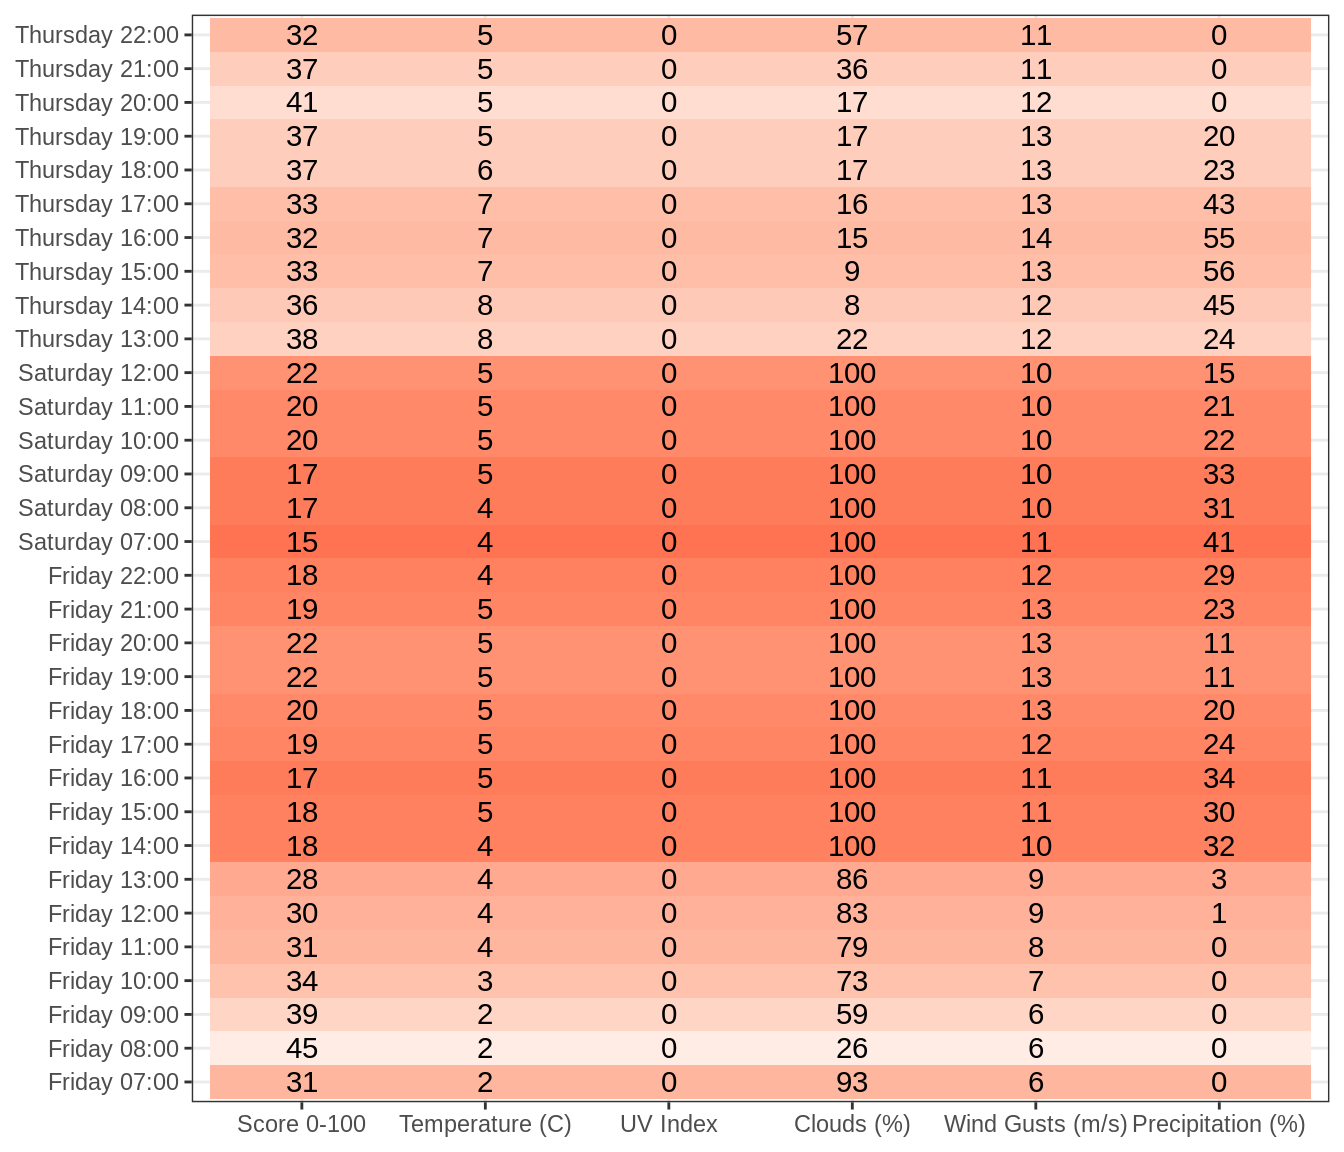 Thursday 22:00 32 5 0 57 11 0
Thursday 21:00 37 5 0 36 11 0
Thursday 20:00 41 5 0 17 12 0
Thursday 19:00 37 5 0 17 13 20
Thursday 18:00 37 6 0 17 13 23
Thursday 17:00 33 7 0 16 13 43
Thursday 16:00 32 7 0 15 14 55
Thursday 15:00 33 7 0 9 13 56
Thursday 14:00 36 8 0 8 12 45
Thursday 13:00 38 8 0 22 12 24
Saturday 12:00 22 5 0 100 10 15
Saturday 11:00 20 5 0 100 10 21
Saturday 10:00 20 5 0 100 10 22
Saturday 09:00 17 5 0 100 10 33
Saturday 08:00 17 4 0 100 10 31
Saturday 07:00 15 4 0 100 11 41
Friday 22:00 18 4 0 100 12 29
Friday 21:00 19 5 0 100 13 23
Friday 20:00 22 5 0 100 13 11
Friday 19:00 22 5 0 100 13 11
Friday 18:00 20 5 0 100 13 20
Friday 17:00 19 5 0 100 12 24
Friday 16:00 17 5 0 100 11 34
Friday 15:00 18 5 0 100 11 30
Friday 14:00 18 4 0 100 10 32
Friday 13:00 28 4 0 86 9 3
Friday 12:00 30 4 0 83 9 1
Friday 11:00 31 4 0 79 8 0
Friday 10:00 34 3 0 73 7 0
Friday 09:00 39 2 0 59 6 0
Friday 08:00 45 2 0 26 6 0
Friday 07:00 31 2 0 93 6 0
Score 0-100 Temperature (C) UV Index Clouds (%) Wind Gusts (m/s) Precipitation (%)